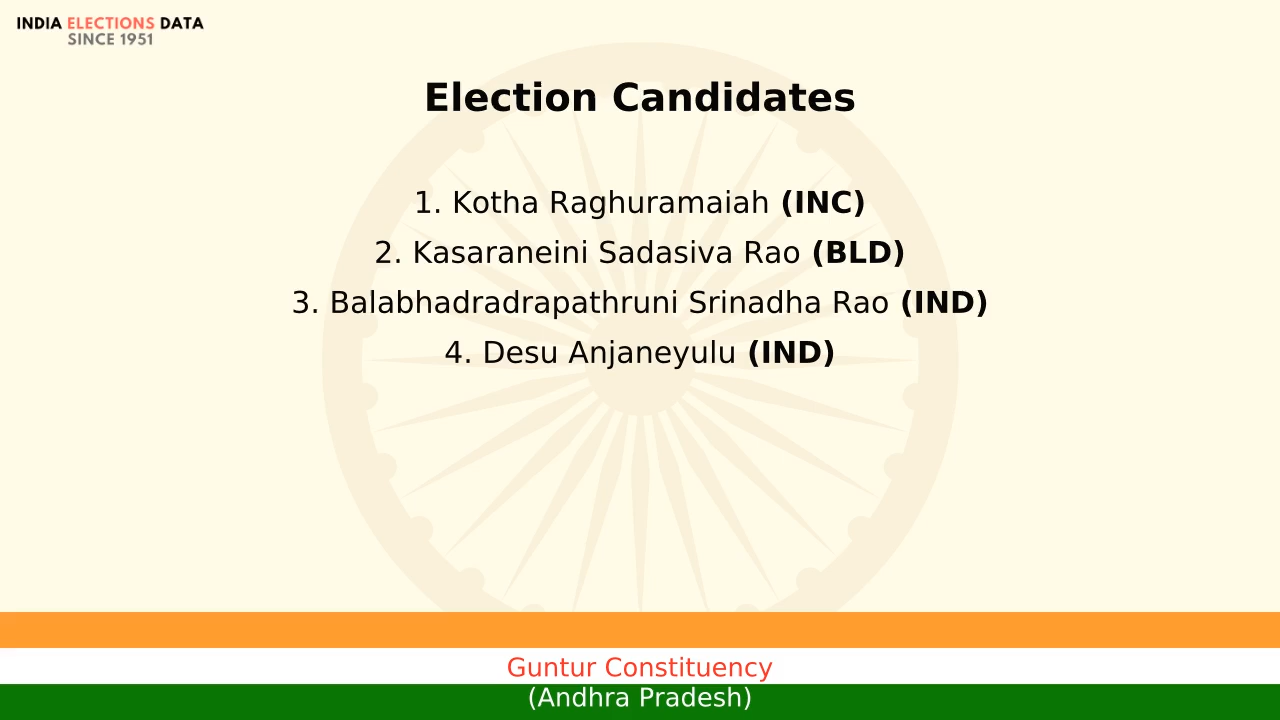 INDIA ELECTIONS DATA
SINCE 1951
Election Candidates
1. Kotha Raghuramaiah (INC)
2. Kasaraneini Sadasiva Rao (BLD)
3. Balabhadradrapathruni Srinadha Rao (IND)
4. Desu Anjaneyulu (IND)
Guntur Constituency
(Andhra Pradesh)